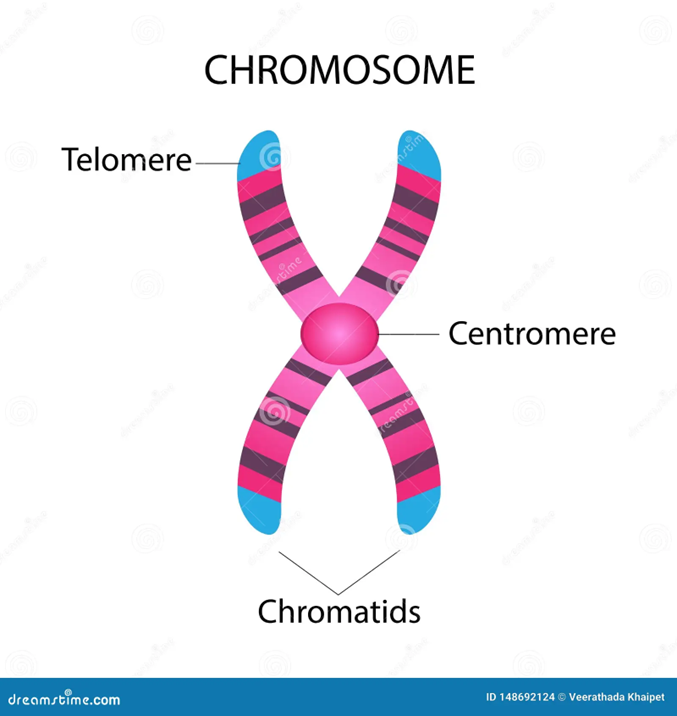 CHROMOSOME
Telomere
Centromere
Chromatids
dreamstime.com
ID 148692124 © Veerathada Khaipet